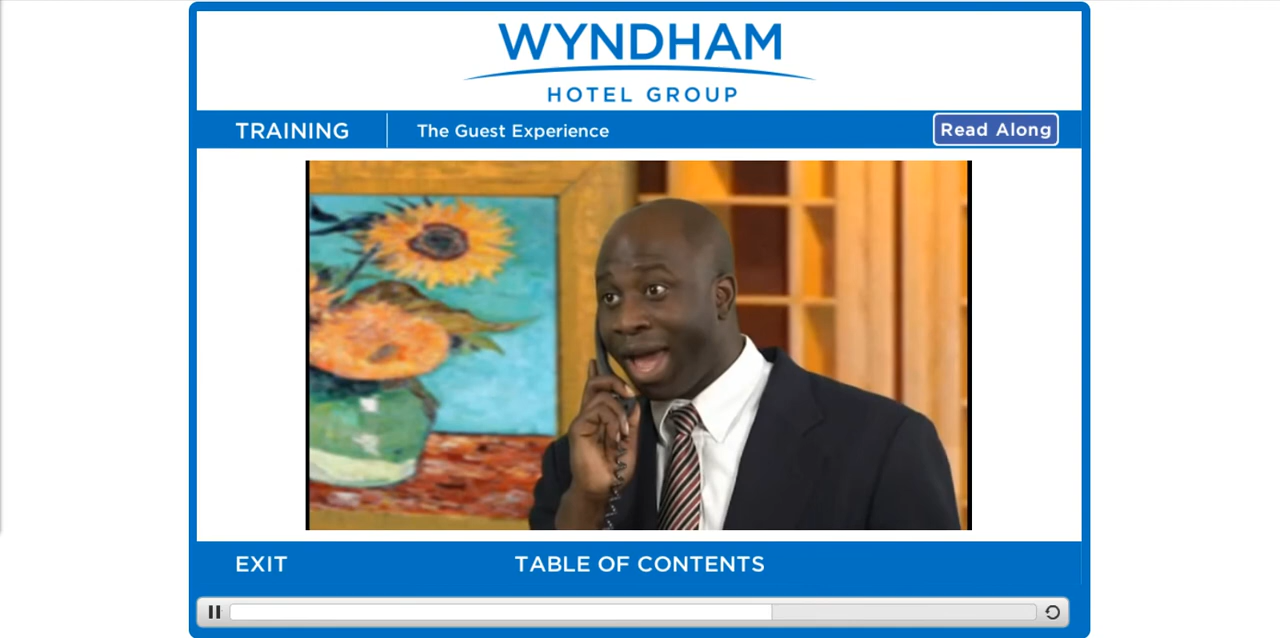 WYNDHAM
HOTEL GROUP
TRAINING
The Guest Experience
Read Along
EXIT
TABLE OF CONTENTS